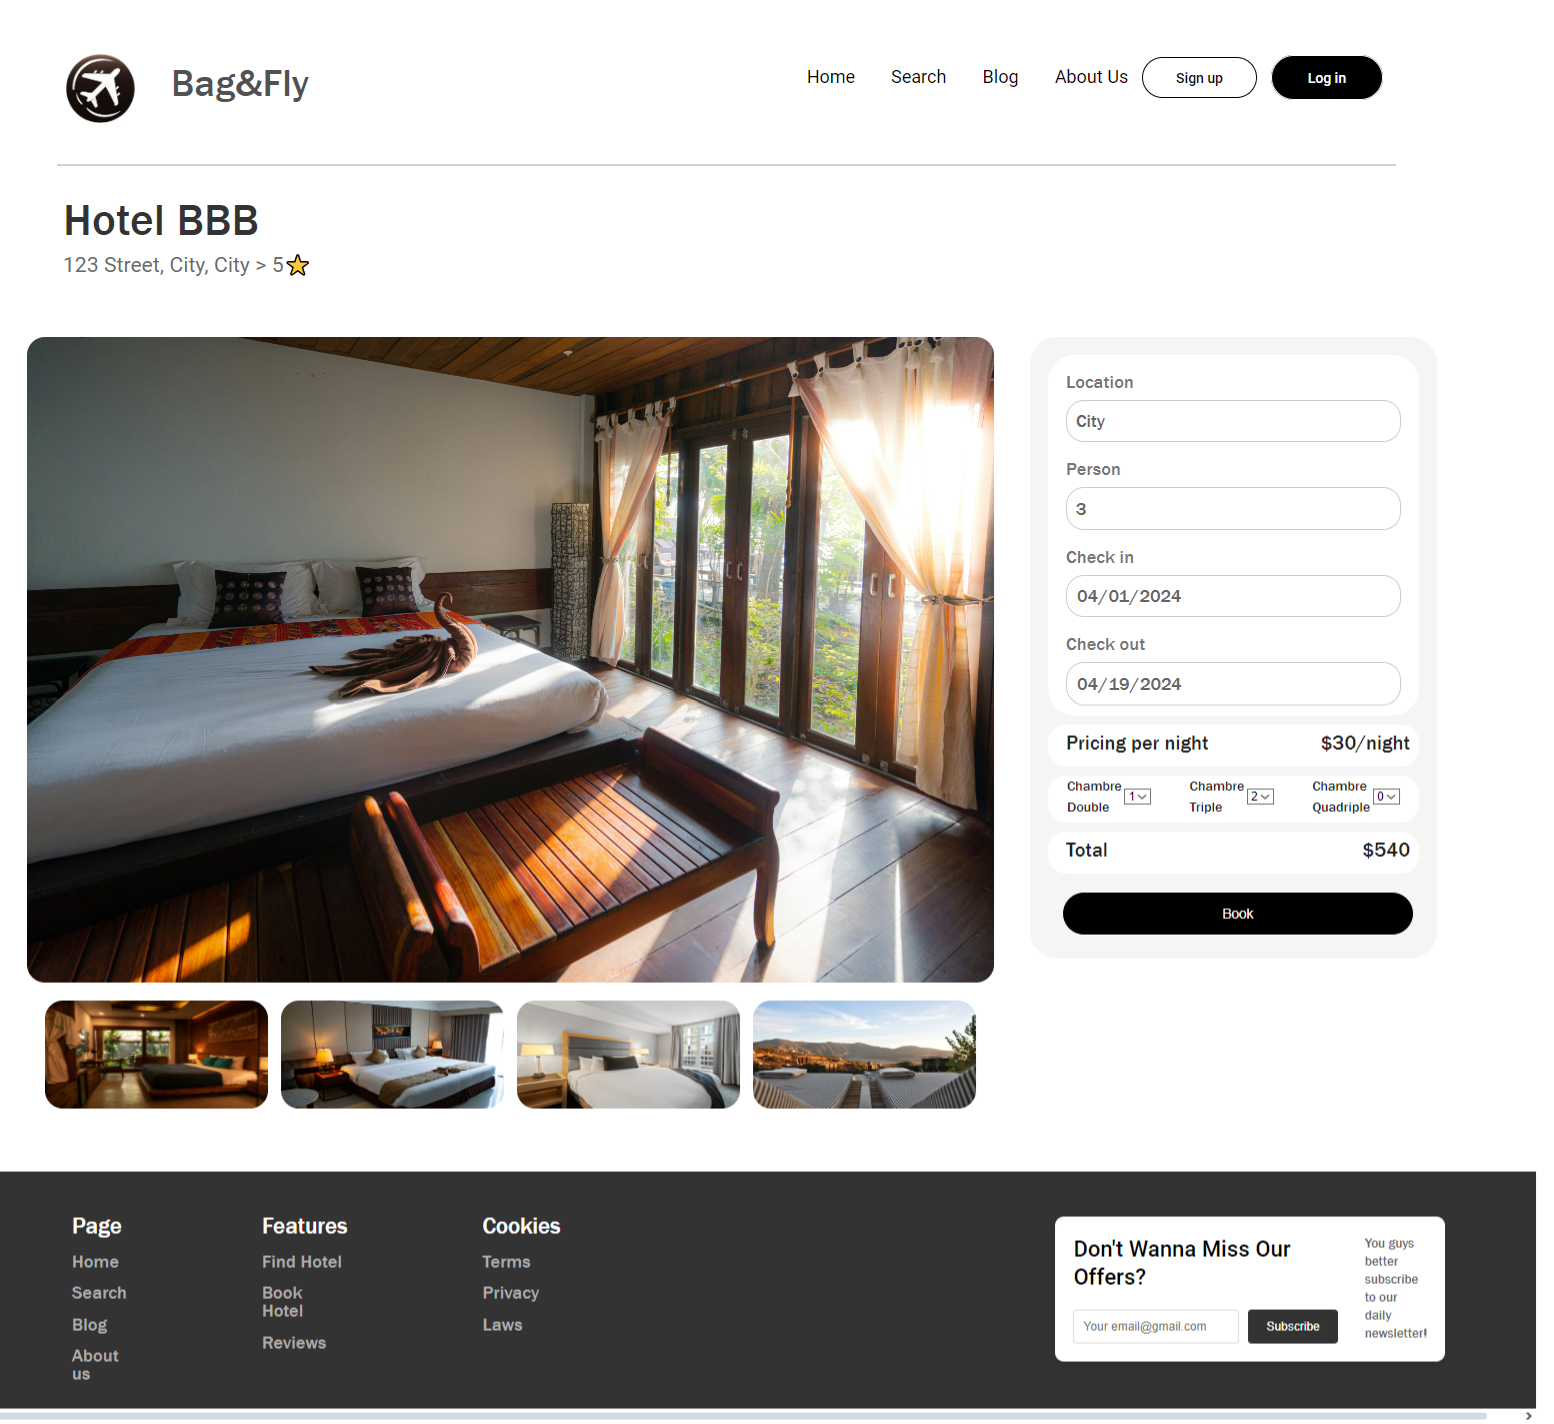 Bag&Fly
Home Search Blog About Us Sign up Log in
Hotel BBB
123 Street, City, City > 5
Location
City
Person
3
Check in
04/01/2024
Check out
04/19/2024
Pricing per night $30/night
Chambre Double 1 Chambre Triple 2 Chambre Quadriple 0
Total $540
Book
Page
Home
Search
Blog
About
us
Features
Find Hotel
Book
Hotel
Reviews
Cookies
Terms
Privacy
Laws
Don't Wanna Miss Our
Offers?
Your email@gmail.com Subscribe
You guys
better
subscribe
to our
daily
newsletter!